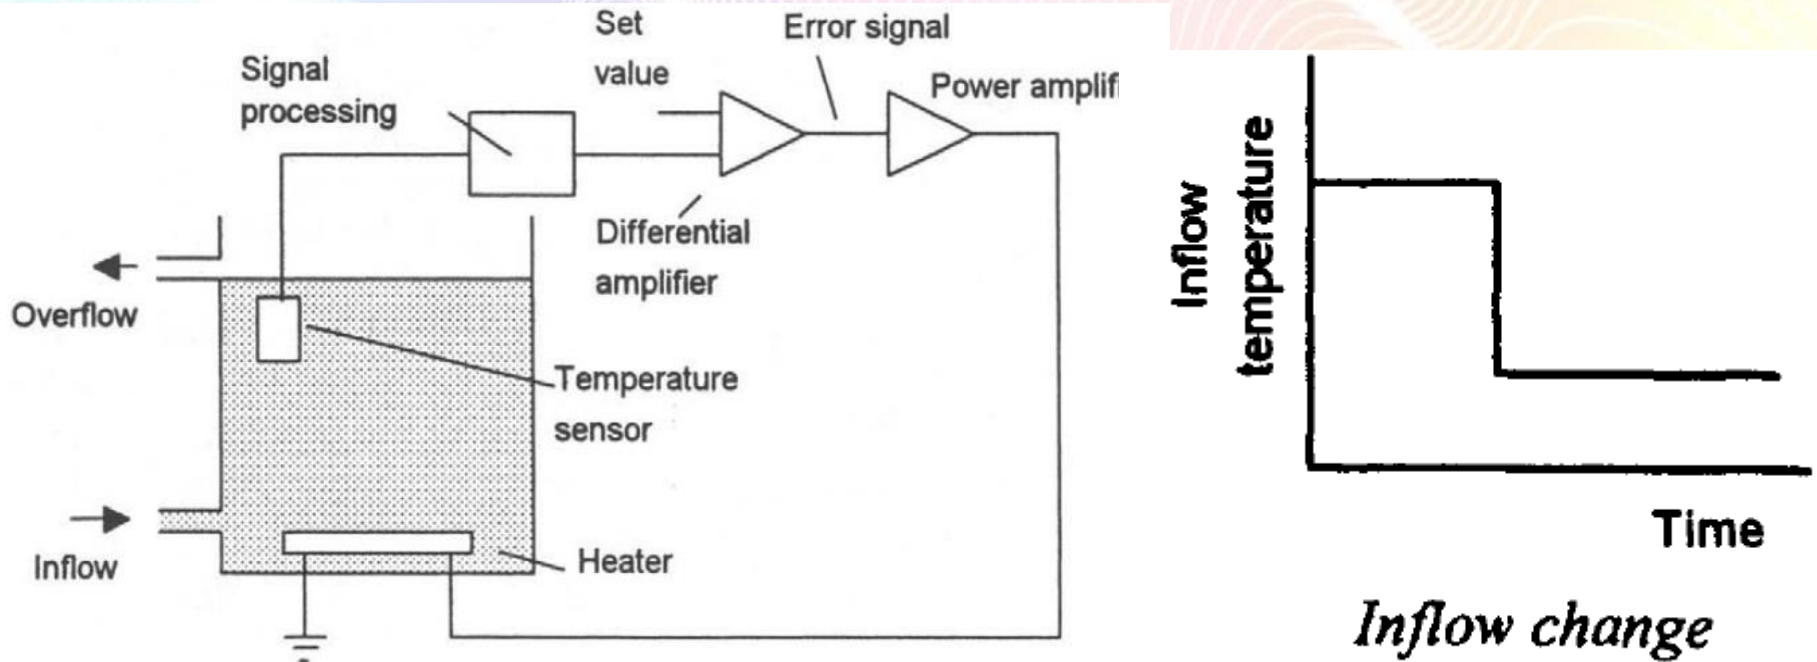 Signal
processing
Set
value
Error signal
Power amplif
Differential
amplifier
Overflow
Temperature
sensor
Inflow
Heater
Inflow
temperature
Time
Inflow change